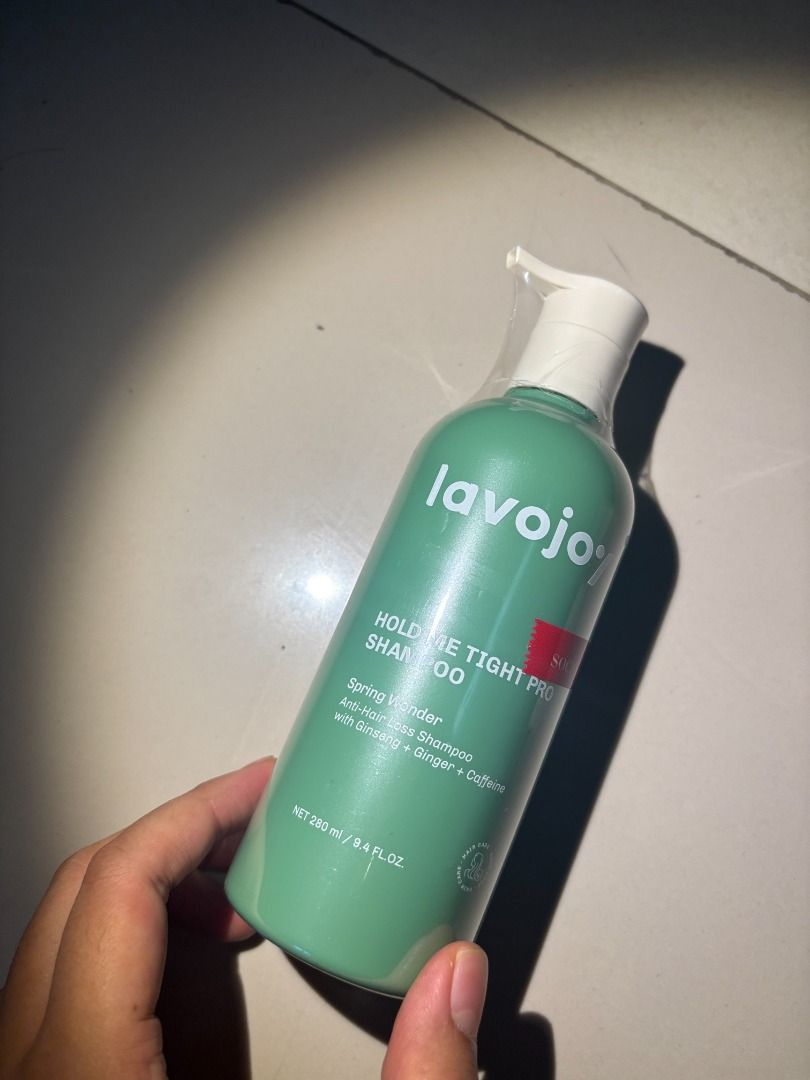 lavojoy
HOLD ME TIGHT PRO
SHAMPOO
Spring Wonder
Anti-Hair Loss Shampoo
with Ginseng + Ginger + Caffeine
NET 280 ml / 9.4 FL.OZ.